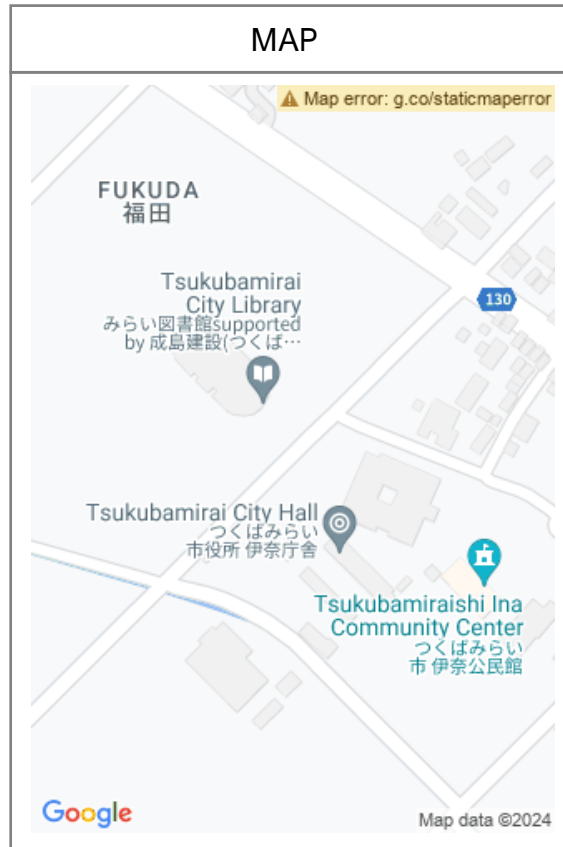 MAP
Map error: g.co/staticmaperror
FUKUDA
福田
Tsukubamirai
City Library
みらい図書館supported
by 成島建設(つくば…
130
Tsukubamirai City Hall
つくばみらい
市役所 伊奈庁舎
Tsukubamiraishi Ina
Community Center
つくばみらい
市 伊奈公民館
Google
Map data ©2024